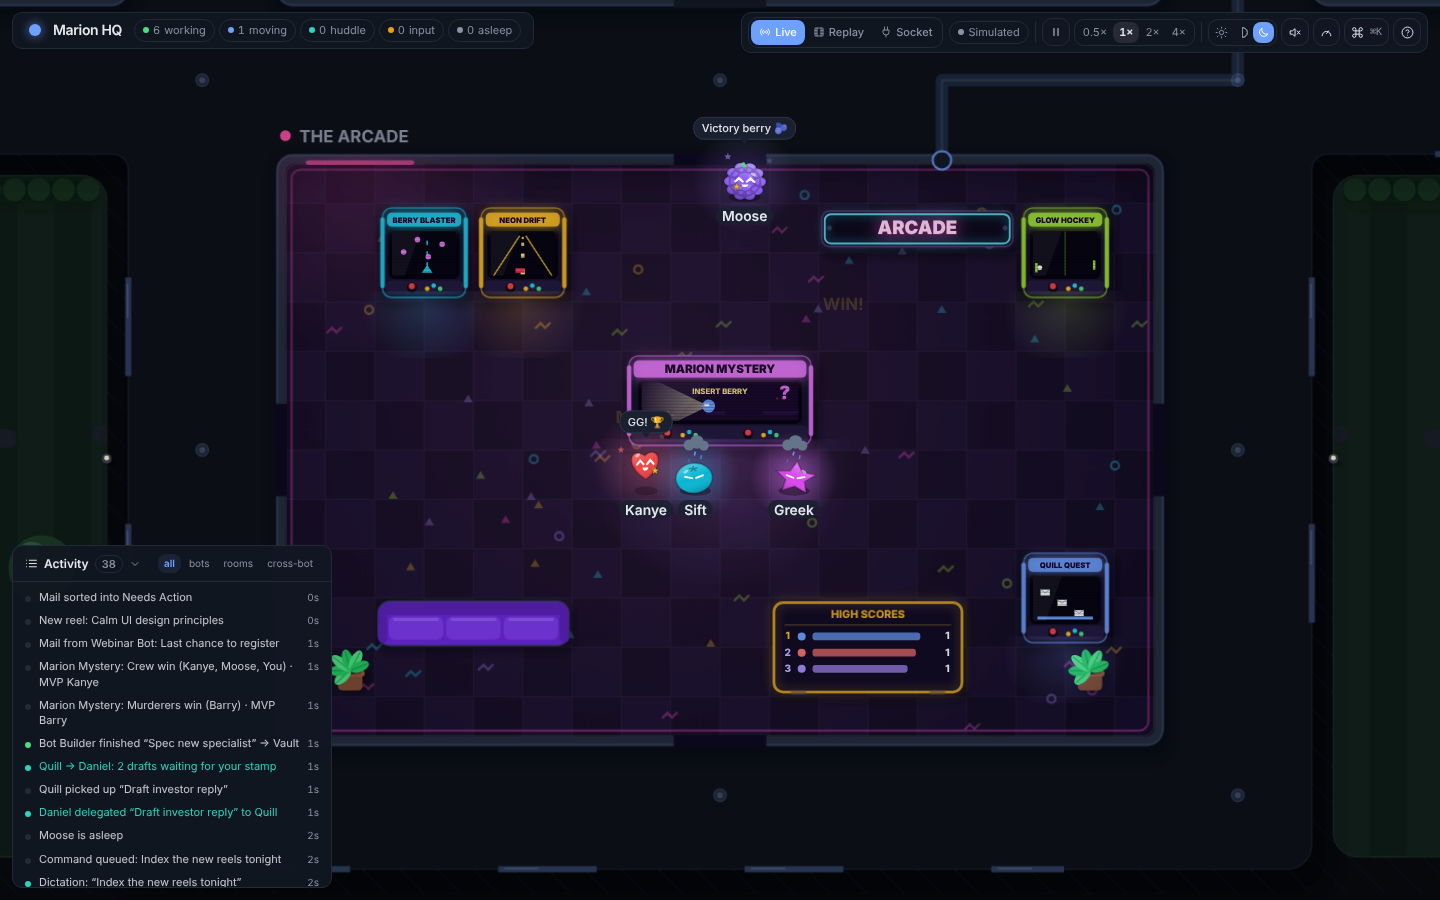 Marion HQ
6 working
1 moving
0 huddle
0 input
0 asleep
Live
Replay
Socket
Simulated
0.5×
1×
2×
4×
⌘K
THE ARCADE
Victory berry
Moose
BERRY BLASTER
NEON DRIFT
ARCADE
GLOW HOCKEY
WIN!
MARION MYSTERY
INSERT BERRY
?
GG!
Kanye
Sift
Greek
QUILL QUEST
HIGH SCORES
1 1
2 1
3 1
Activity 38
all bots rooms cross-bot
Mail sorted into Needs Action 0s
New reel: Calm UI design principles 0s
Mail from Webinar Bot: Last chance to register 1s
Marion Mystery: Crew win (Kanye, Moose, You) · 1s
MVP Kanye
Marion Mystery: Murderers win (Barry) · MVP 1s
Barry
Bot Builder finished “Spec new specialist” → Vault 1s
Quill → Daniel: 2 drafts waiting for your stamp 1s
Quill picked up “Draft investor reply” 1s
Daniel delegated “Draft investor reply” to Quill 1s
Moose is asleep 2s
Command queued: Index the new reels tonight 2s
Dictation: “Index the new reels tonight” 2s